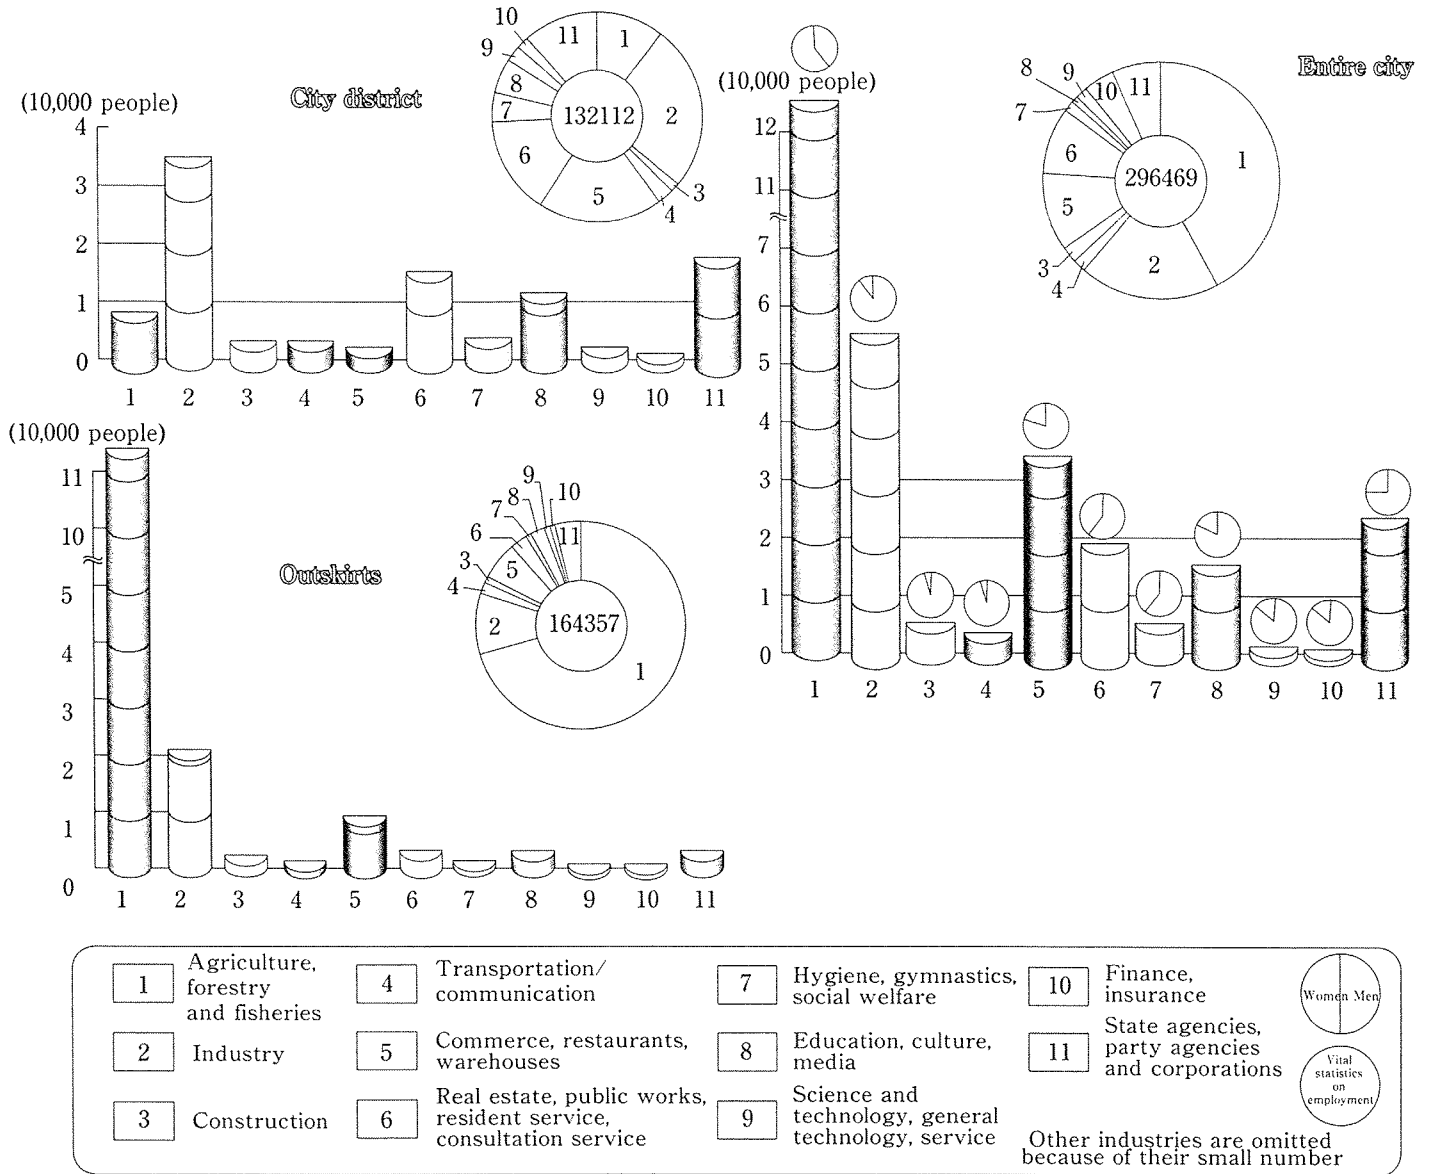 City district
(10,000 people)
4
3
2
1
0
1 2 3 4 5 6 7 8 9 10 11
132112
1
2
3
4
5
6
7
8
9
10
11
Entire city
(10,000 people)
12
11
7
6
5
4
3
2
1
0
1 2 3 4 5 6 7 8 9 10 11
296469
1
2
4
3
5
6
7
8
9
10
11
Outskirts
(10,000 people)
11
10
5
4
3
2
1
0
1 2 3 4 5 6 7 8 9 10 11
164357
1
2
4
3
5
6
7
8
9
10
11
1 Agriculture,
forestry
and fisheries
2 Industry
3 Construction
4 Transportation/
communication
5 Commerce, restaurants,
warehouses
6 Real estate, public works,
resident service,
consultation service
7 Hygiene, gymnastics,
social welfare
8 Education, culture,
media
9 Science and
technology, general
technology, service
10 Finance,
insurance
11 State agencies,
party agencies
and corporations
Women Men
Vital
statistics
on
employment
Other industries are omitted
because of their small number